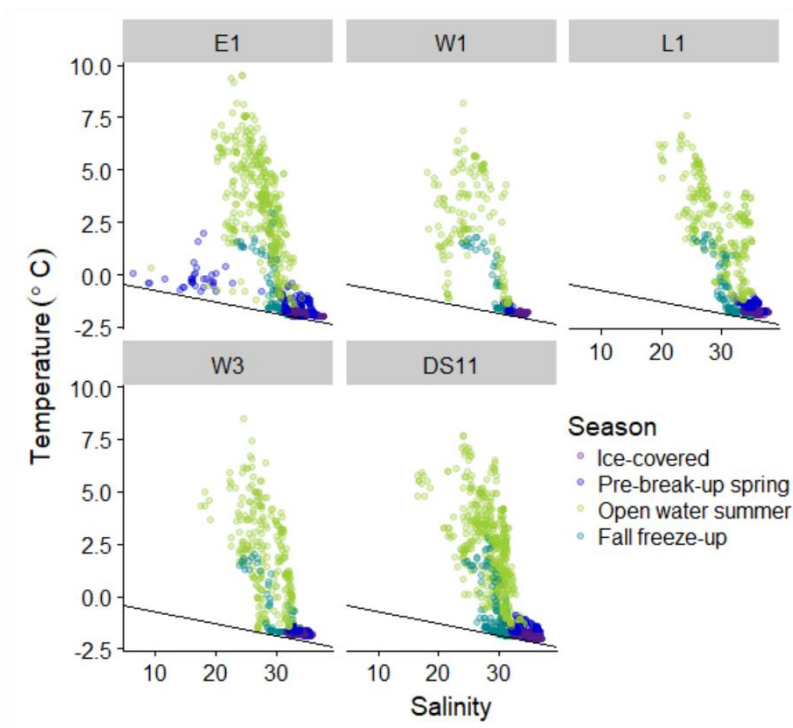 E1 W1 L1
10.0
7.5
5.0
2.5
0.0
-2.5
10 20 30
W3 DS11
10.0
7.5
5.0
2.5
0.0
-2.5
10 20 30 10 20 30
Temperature (° C)
Salinity
Season
Ice-covered
Pre-break-up spring
Open water summer
Fall freeze-up